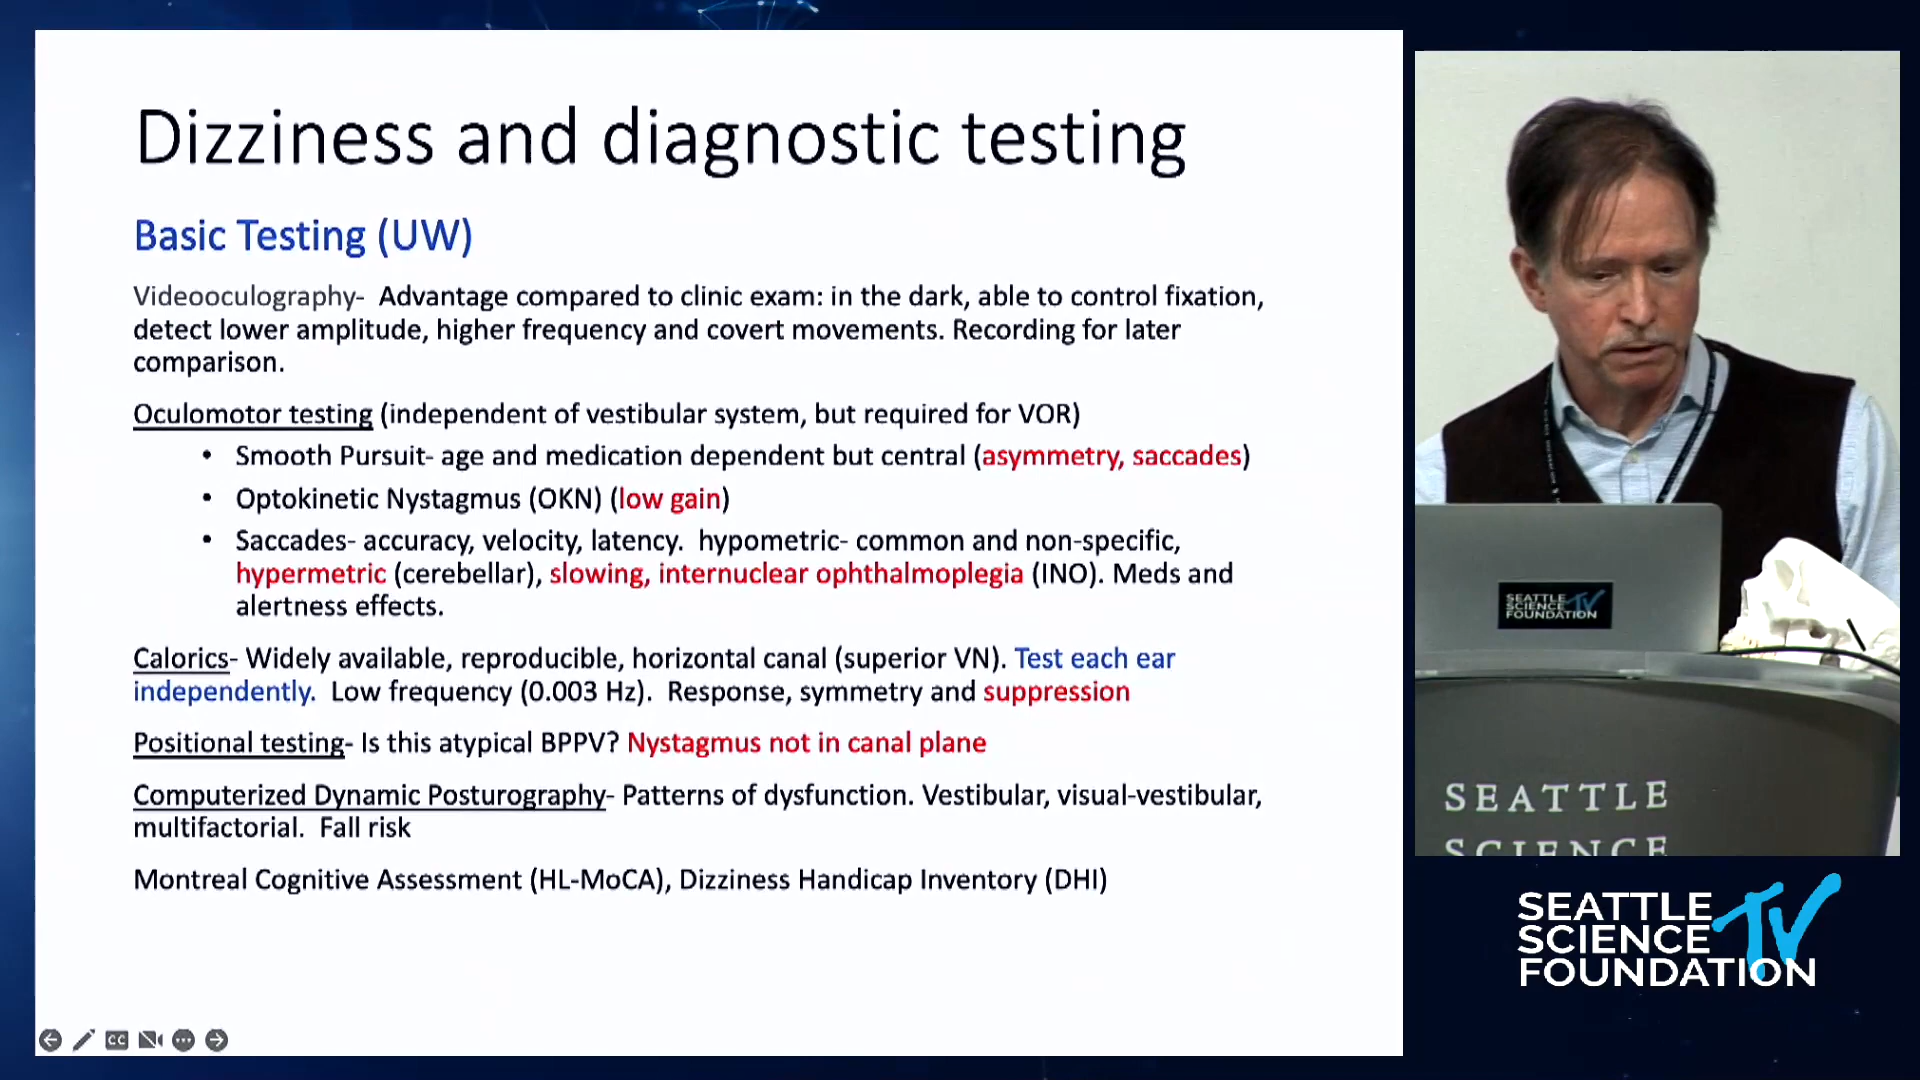 Dizziness and diagnostic testing
Basic Testing (UW)
Videooculography-  Advantage compared to clinic exam: in the dark, able to control fixation,
detect lower amplitude, higher frequency and covert movements. Recording for later
comparison.
Oculomotor testing (independent of vestibular system, but required for VOR)
• Smooth Pursuit- age and medication dependent but central (asymmetry, saccades)
• Optokinetic Nystagmus (OKN) (low gain)
• Saccades- accuracy, velocity, latency.  hypometric- common and non-specific,
hypermetric (cerebellar), slowing, internuclear ophthalmoplegia (INO). Meds and
alertness effects.
Calorics- Widely available, reproducible, horizontal canal (superior VN). Test each ear
independently.  Low frequency (0.003 Hz).  Response, symmetry and suppression
Positional testing- Is this atypical BPPV? Nystagmus not in canal plane
Computerized Dynamic Posturography- Patterns of dysfunction. Vestibular, visual-vestibular,
multifactorial.  Fall risk
Montreal Cognitive Assessment (HL-MoCA), Dizziness Handicap Inventory (DHI)
CC
SEATTLE
SCIENCE TV
FOUNDATION
SEATTLE
SCIENCE
SEATTLE
SCIENCE TV
FOUNDATION